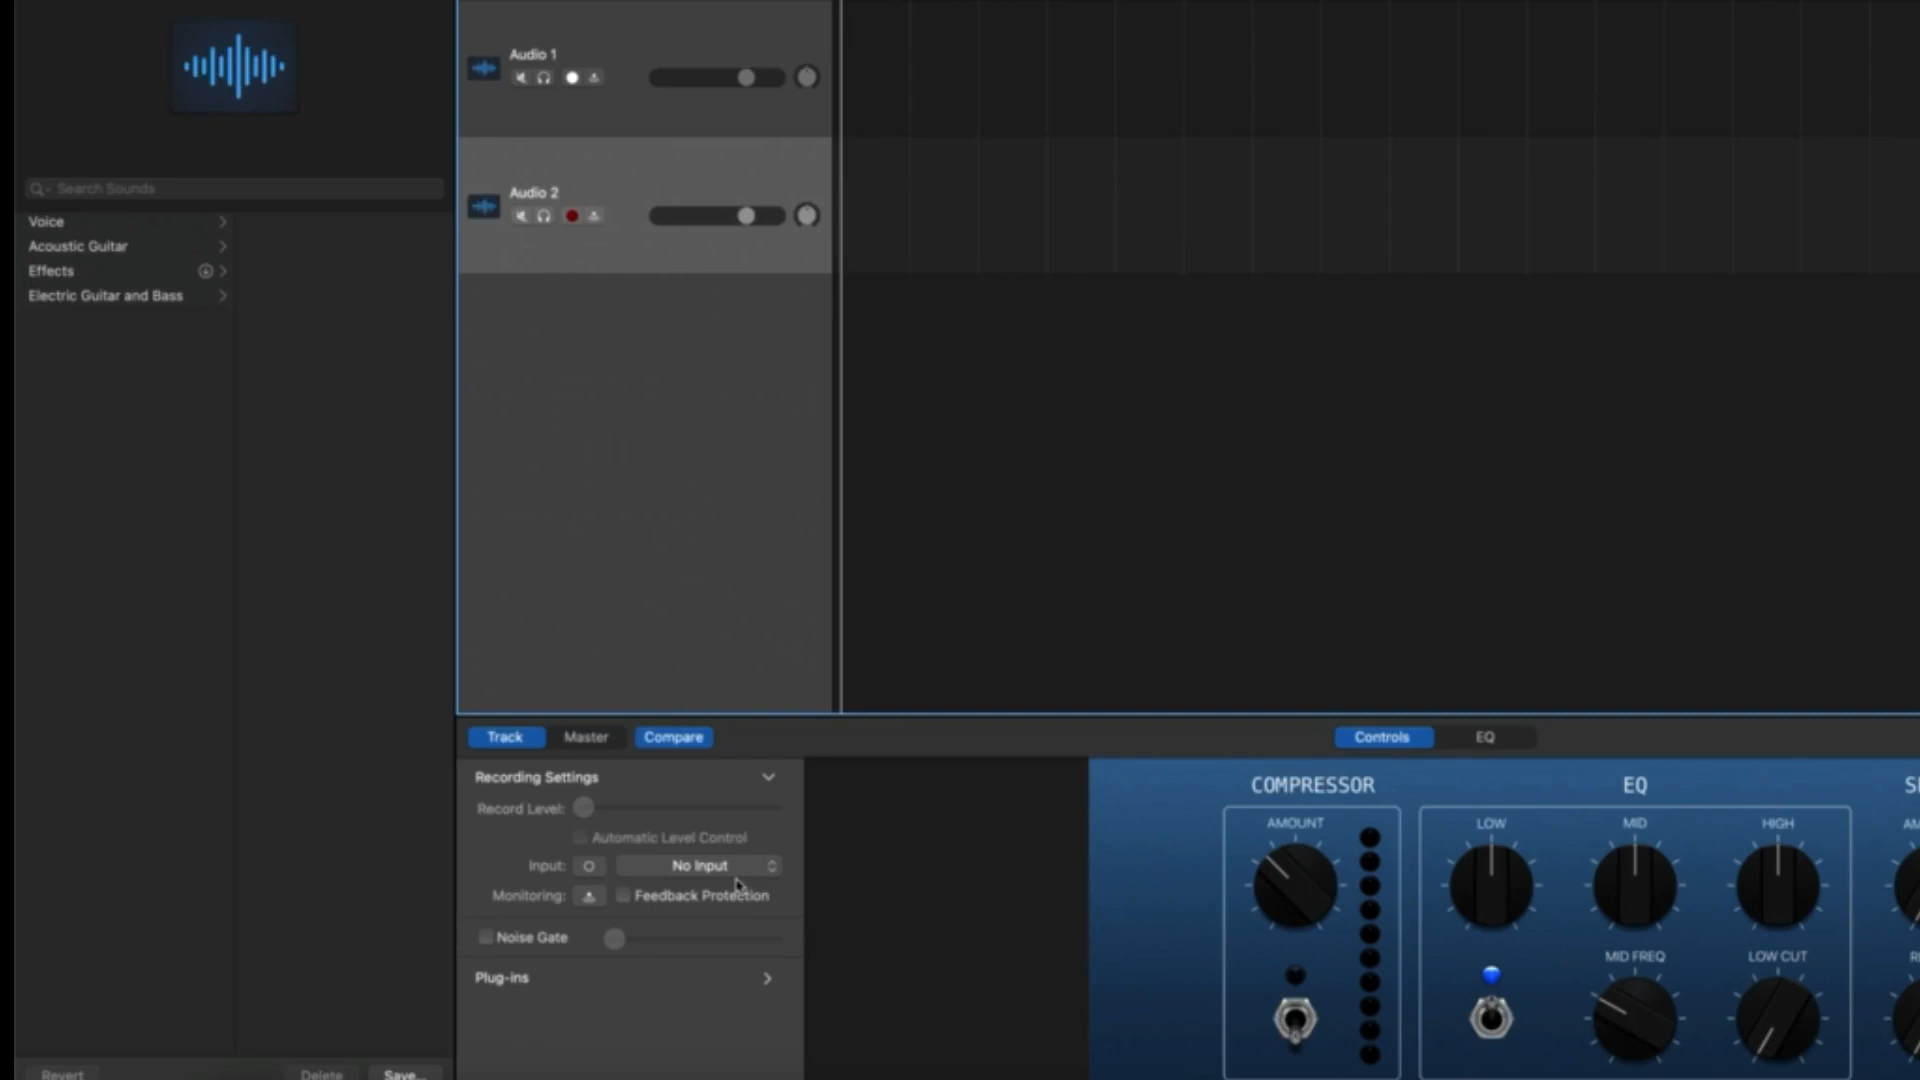 Search Sounds
Voice
Acoustic Guitar
Effects
Electric Guitar and Bass
Revert
Delete
Save...
Audio 1
Audio 2
Track
Master
Compare
Controls
EQ
Recording Settings
Record Level:
Automatic Level Control
Input:
No Input
Monitoring:
Feedback Protection
Noise Gate
Plug-ins
COMPRESSOR
AMOUNT
EQ
LOW
MID
HIGH
MID FREQ
LOW CUT